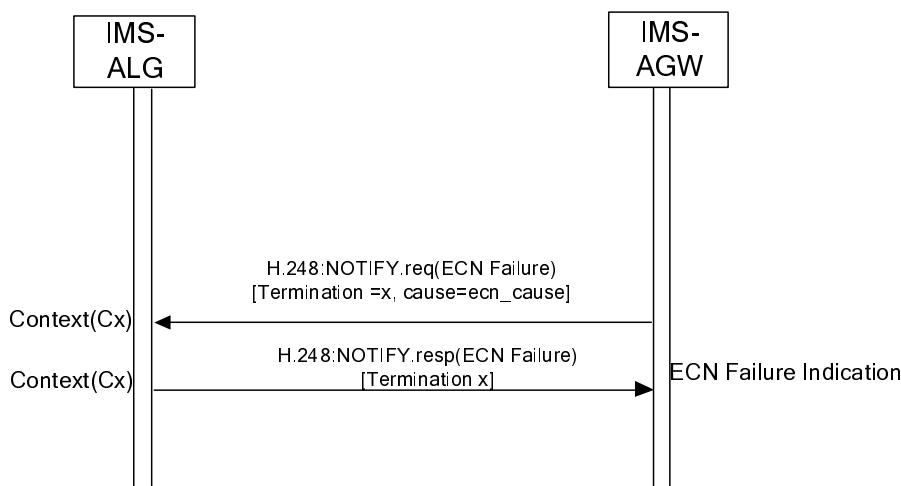 IMS-
ALG
IMS-
AGW
H.248:NOTIFY.req(ECN Failure)
[Termination =x, cause=ecn_cause]
Context(Cx)
H.248:NOTIFY.resp(ECN Failure)
[Termination x]
Context(Cx)
ECN Failure Indication